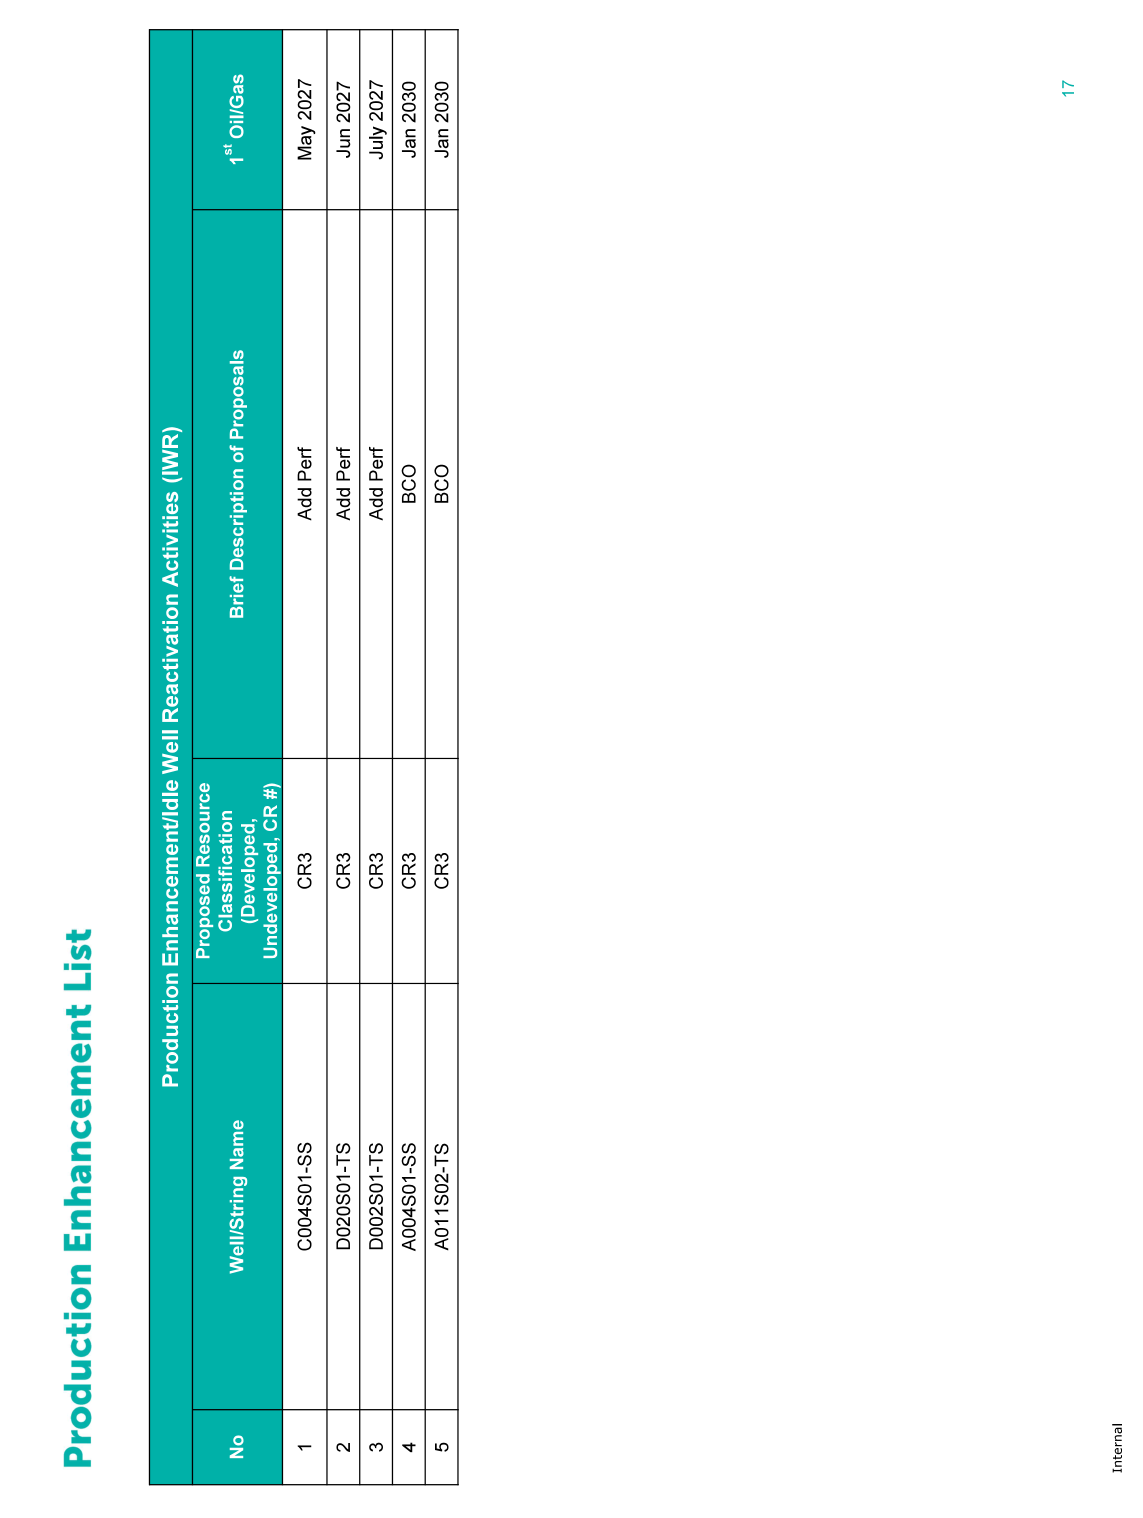 Production Enhancement List
Production Enhancement/Idle Well Reactivation Activities (IWR)
No
Well/String Name
Proposed Resource
Classification
(Developed,
Undeveloped, CR #)
Brief Description of Proposals
1st Oil/Gas
1 C004S01-SS CR3 Add Perf May 2027
2 D020S01-TS CR3 Add Perf Jun 2027
3 D002S01-TS CR3 Add Perf July 2027
4 A004S01-SS CR3 BCO Jan 2030
5 A011S02-TS CR3 BCO Jan 2030
17
Internal